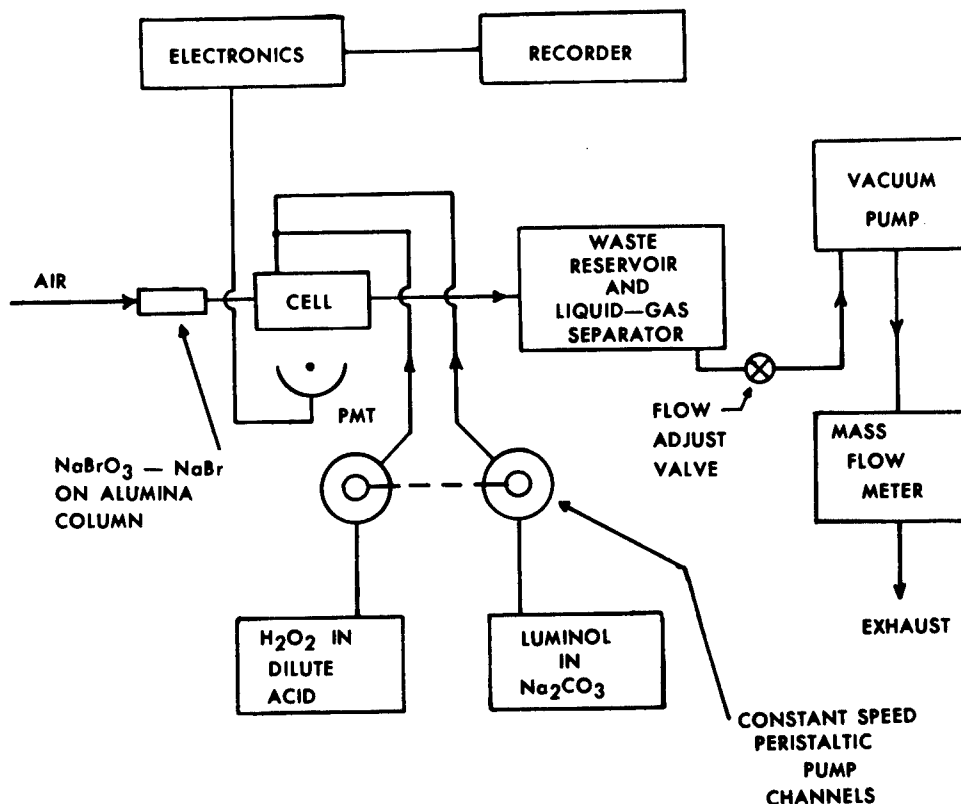 ELECTRONICS
RECORDER
VACUUM
PUMP
WASTE
RESERVOIR
AND
LIQUID—GAS
SEPARATOR
AIR
CELL
PMT
FLOW
ADJUST
VALVE
MASS
FLOW
METER
NaBrO₃ — NaBr
ON ALUMINA
COLUMN
H₂O₂ IN
DILUTE
ACID
LUMINOL
IN
Na₂CO₃
EXHAUST
CONSTANT SPEED
PERISTALTIC
PUMP
CHANNELS